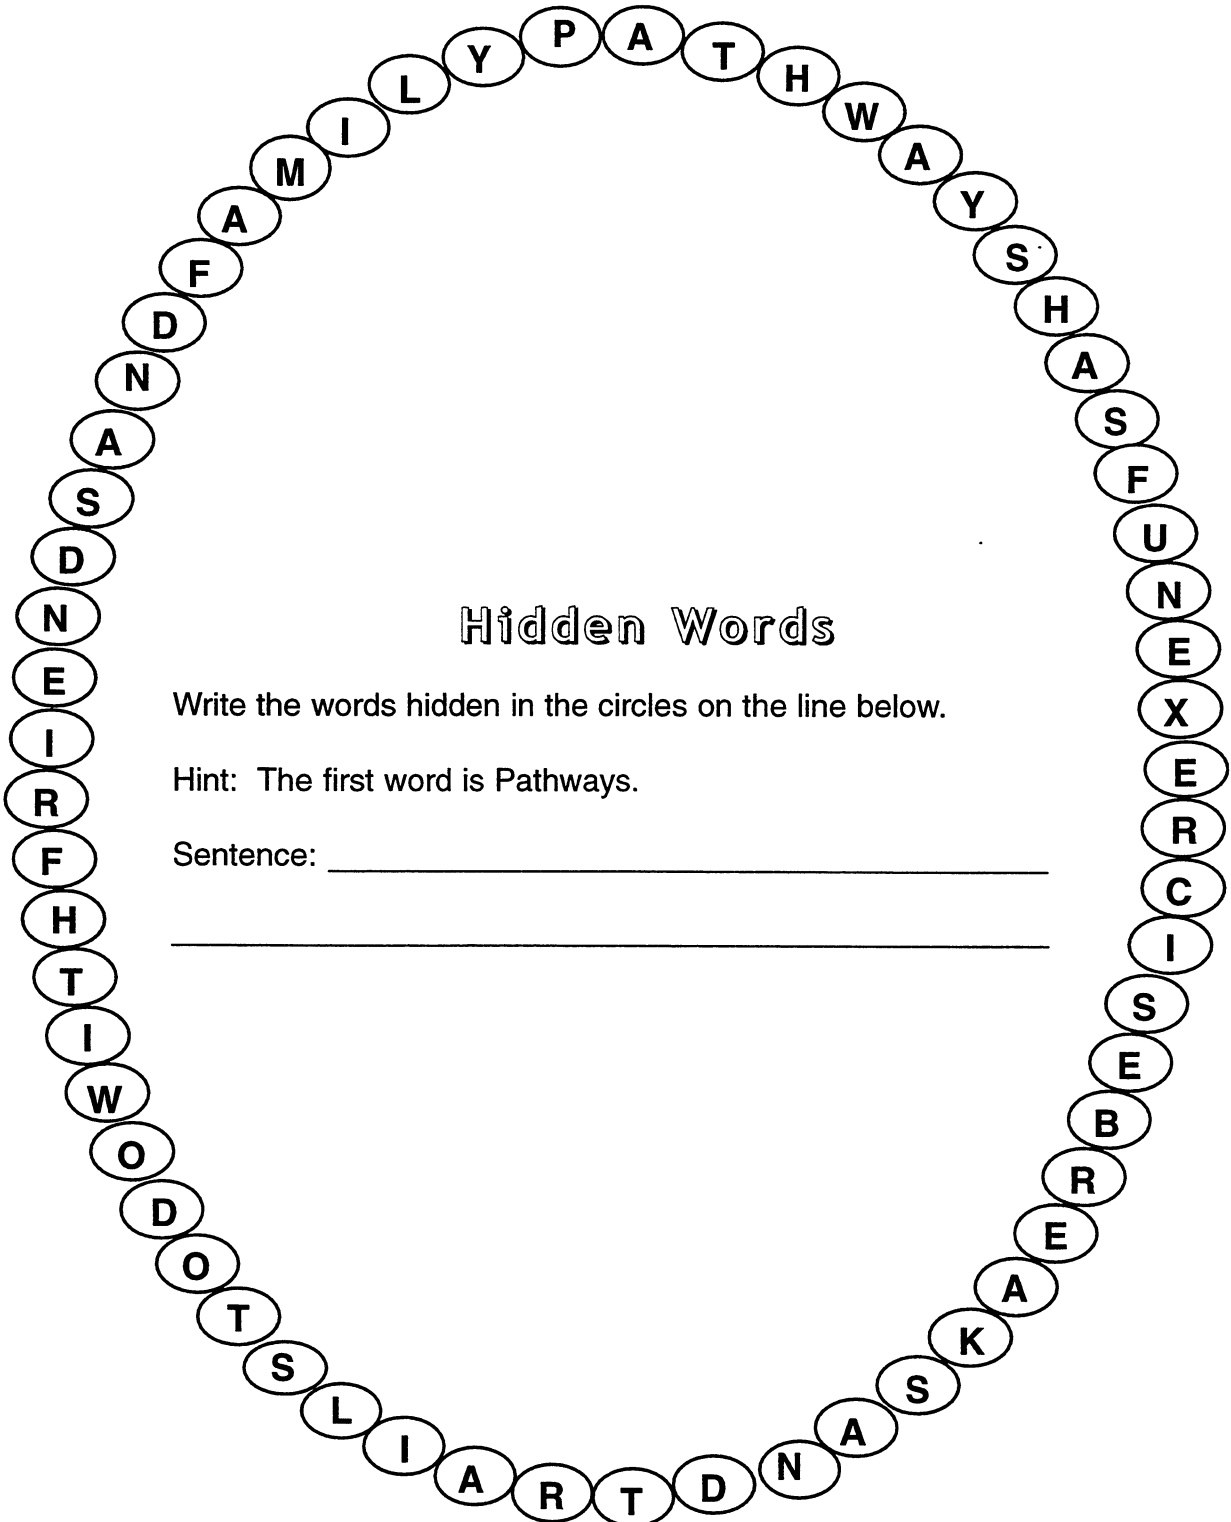 PATHWAYSHASFUNEXERCISEBREAKSANDTRAILSTODOWITHFRIENDSANDFAMILY
Hidden Words
Write the words hidden in the circles on the line below.
Hint: The first word is Pathways.
Sentence: